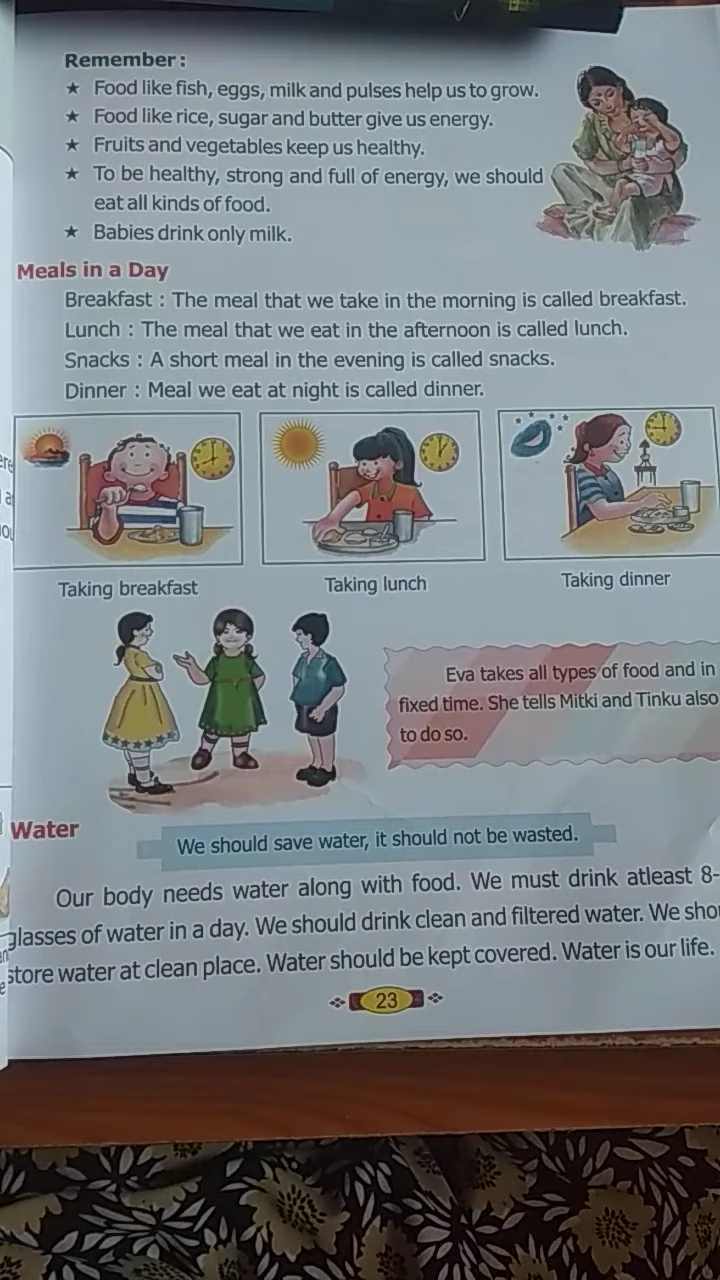 Remember :
★ Food like fish, eggs, milk and pulses help us to grow.
★ Food like rice, sugar and butter give us energy.
★ Fruits and vegetables keep us healthy.
★ To be healthy, strong and full of energy, we should
eat all kinds of food.
★ Babies drink only milk.
Meals in a Day
Breakfast : The meal that we take in the morning is called breakfast.
Lunch : The meal that we eat in the afternoon is called lunch.
Snacks : A short meal in the evening is called snacks.
Dinner : Meal we eat at night is called dinner.
Taking breakfast
Taking lunch
Taking dinner
Eva takes all types of food and in
fixed time. She tells Mitki and Tinku also
to do so.
Water
We should save water, it should not be wasted.
Our body needs water along with food. We must drink atleast 8-
glasses of water in a day. We should drink clean and filtered water. We
store water at clean place. Water should be kept covered. Water is our life.
23